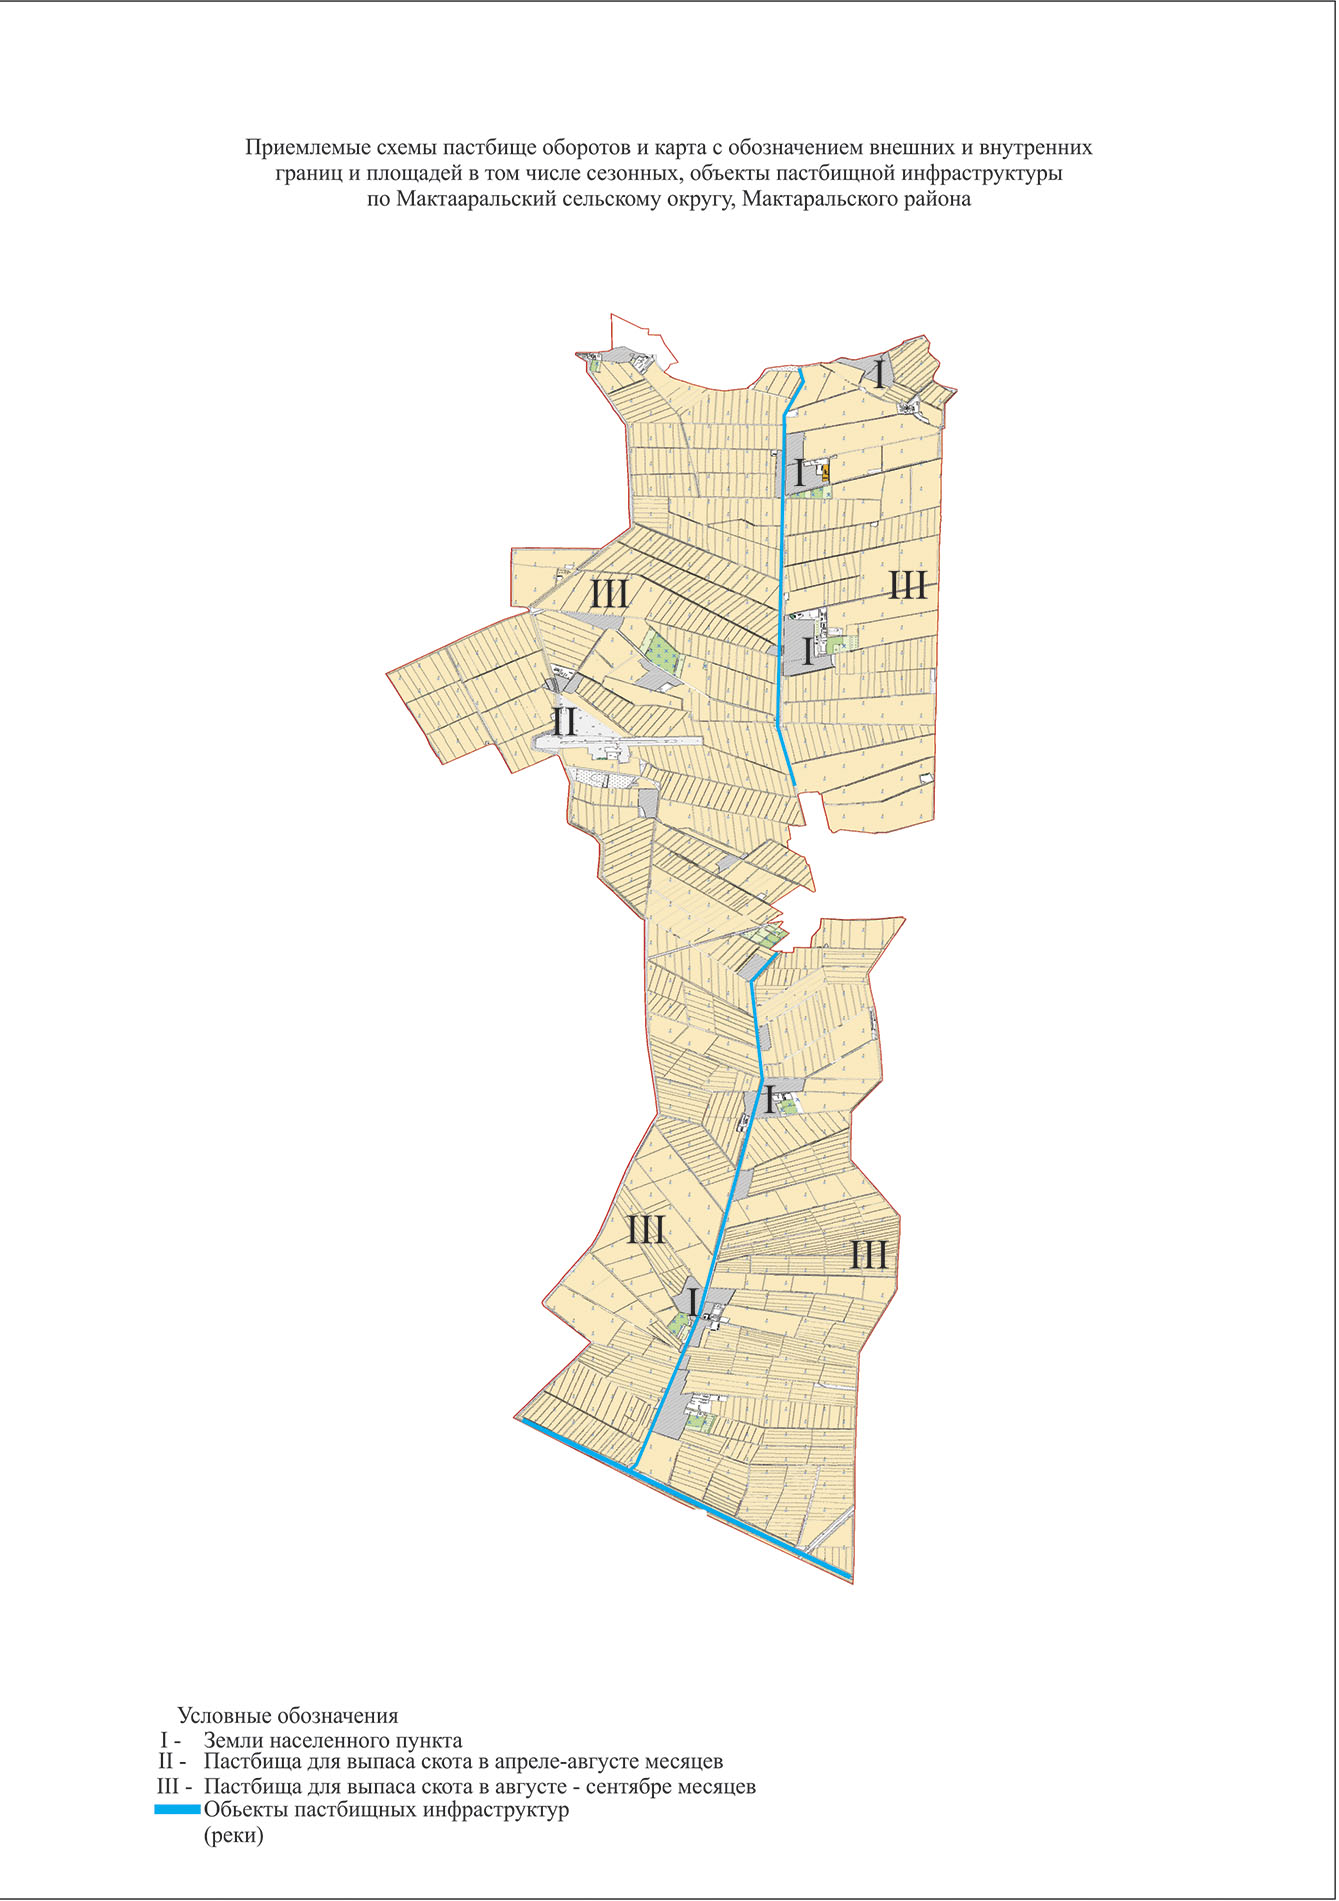 Приемлемые схемы пастбище оборотов и карта с обозначением внешних и внутренних
границ и площадей в том числе сезонных, объекты пастбищной инфраструктуры
по Мактааральский сельскому округу, Мактаральского района
I
I
III
III
I
II
I
III
III
I
Условные обозначения
I - Земли населенного пункта
II - Пастбища для выпаса скота в апреле-августе месяцев
III - Пастбища для выпаса скота в августе - сентябре месяцев
Обьекты пастбищных инфраструктур
(реки)